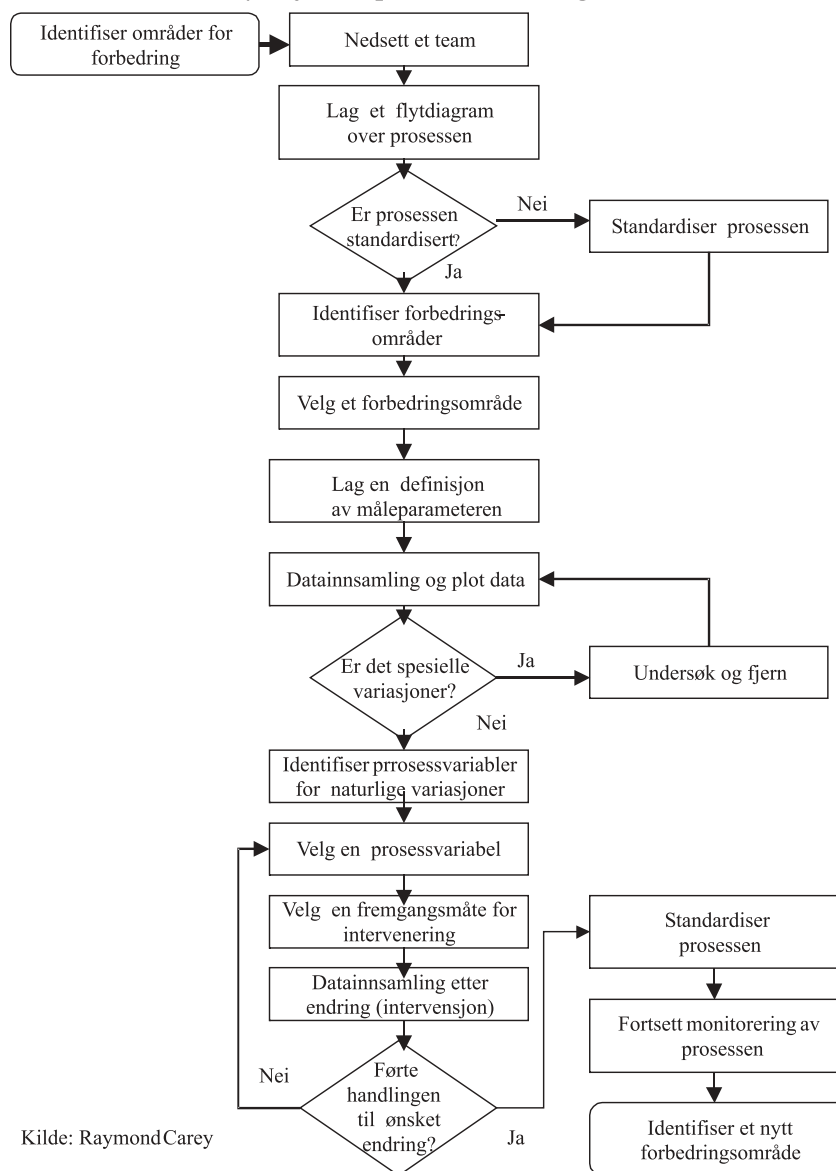 Identifiser områder for
forbedring
Nedsett et team
Lag et flytdiagram
over prosessen
Er prosessen
standardisert?
Nei
Standardiser prosessen
Ja
Identifiser forbedrings-
områder
Velg et forbedringsområde
Lag en definisjon
av måleparameteren
Datainnsamling og plot data
Er det spesielle
variasjoner?
Ja
Undersøk og fjern
Nei
Identifiser prrosessvariabler
for naturlige variasjoner
Velg en prosessvariabel
Velg en fremgangsmåte for
intervenering
Datainnsamling etter
endring (intervensjon)
Førte
handlingen
til ønsket
endring?
Nei
Ja
Standardiser
prosessen
Fortsett monitorering av
prosessen
Identifiser et nytt
forbedringsområde
Kilde: Raymond Carey